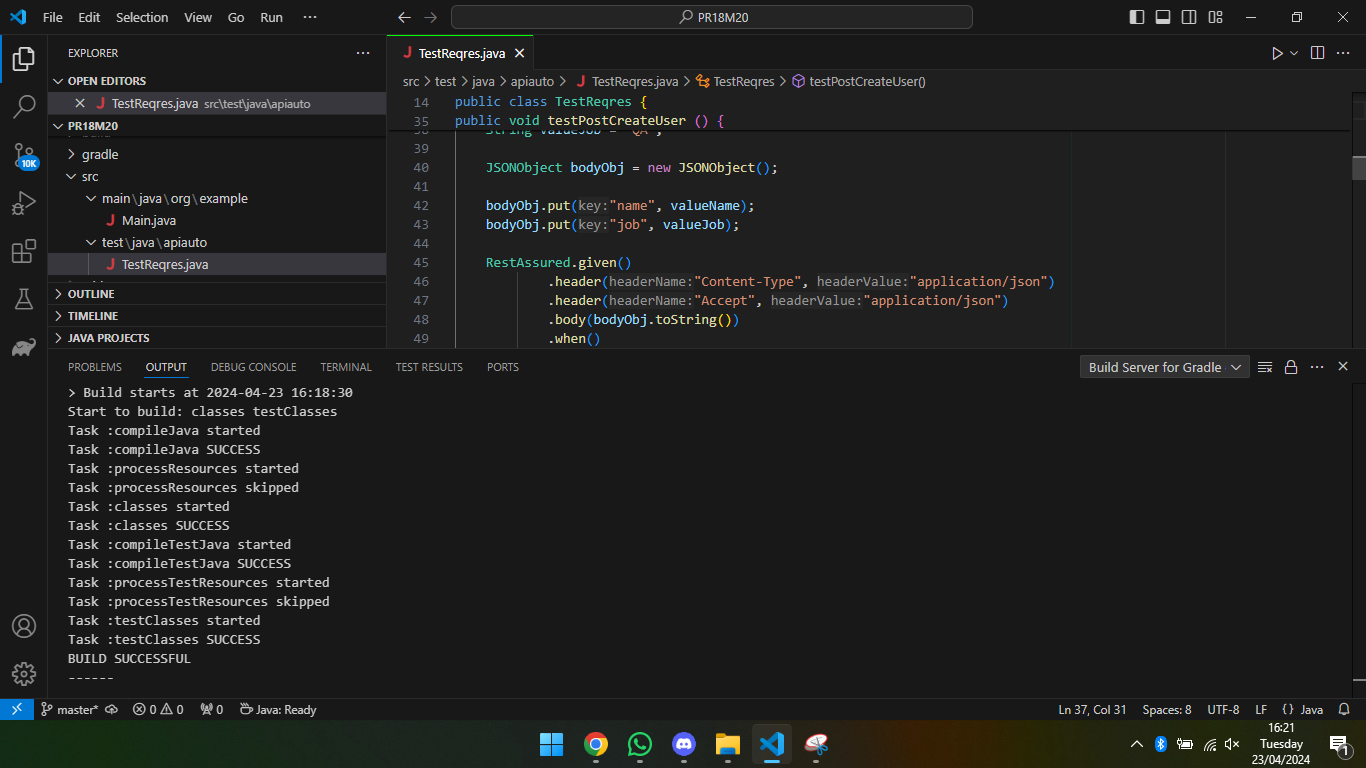 File Edit Selection View Go Run ··· PR18M20
EXPLORER ···
OPEN EDITORS
TestReqres.java src\test\java\apiauto
PR18M20
gradle
src
main\java\org\example
Main.java
test\java\apiauto
TestReqres.java
OUTLINE
TIMELINE
JAVA PROJECTS
10K
TestReqres.java
src > test > java > apiauto > TestReqres.java > TestReqres > testPostCreateUser()
14 public class TestReqres {
35 public void testPostCreateUser () {
38 String valueJob = "QA";
39
40 JSONObject bodyObj = new JSONObject();
41
42 bodyObj.put(key:"name", valueName);
43 bodyObj.put(key:"job", valueJob);
44
45 RestAssured.given()
46 .header(headerName:"Content-Type", headerValue:"application/json")
47 .header(headerName:"Accept", headerValue:"application/json")
48 .body(bodyObj.toString())
49 .when()
PROBLEMS OUTPUT DEBUG CONSOLE TERMINAL TEST RESULTS PORTS Build Server for Gradle
> Build starts at 2024-04-23 16:18:30
Start to build: classes testClasses
Task :compileJava started
Task :compileJava SUCCESS
Task :processResources started
Task :processResources skipped
Task :classes started
Task :classes SUCCESS
Task :compileTestJava started
Task :compileTestJava SUCCESS
Task :processTestResources started
Task :processTestResources skipped
Task :testClasses started
Task :testClasses SUCCESS
BUILD SUCCESSFUL
------
master* 0 0 0 Java: Ready Ln 37, Col 31 Spaces: 8 UTF-8 LF {} Java
16:21
Tuesday
23/04/2024
1